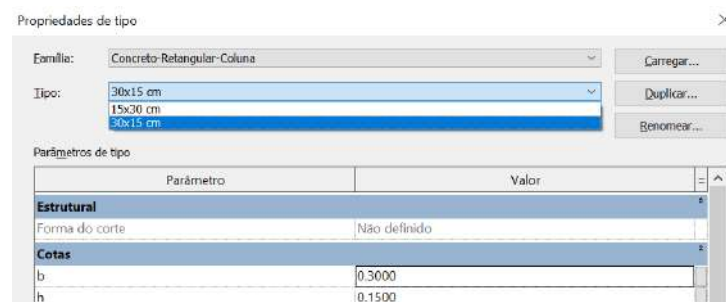 Propriedades de tipo
Família: Concreto-Retangular-Coluna Carregar...
Tipo: 30x15 cm Duplicar...
15x30 cm
30x15 cm
Renomear...
Parâmetros de tipo
Parâmetro Valor =
Estrutural
Forma do corte Não definido
Cotas
b 0.3000
h 0.1500